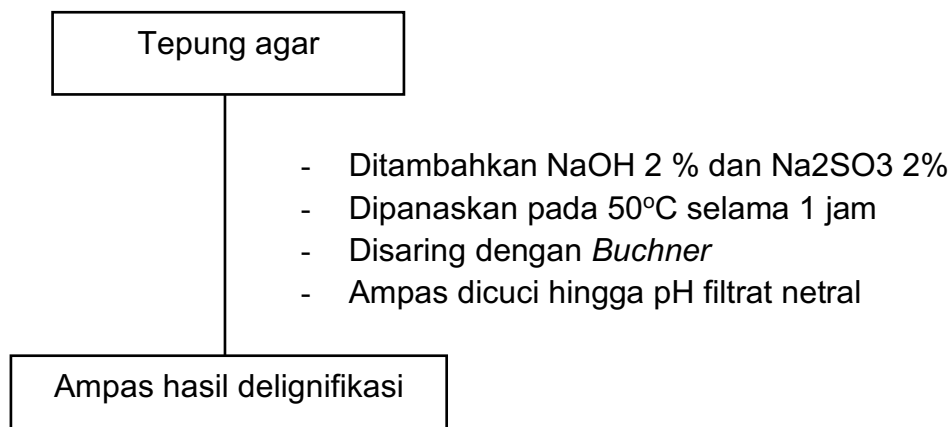 Tepung agar
- Ditambahkan NaOH 2 % dan Na2SO3 2%
- Dipanaskan pada 50°C selama 1 jam
- Disaring dengan Buchner
- Ampas dicuci hingga pH filtrat netral
Ampas hasil delignifikasi